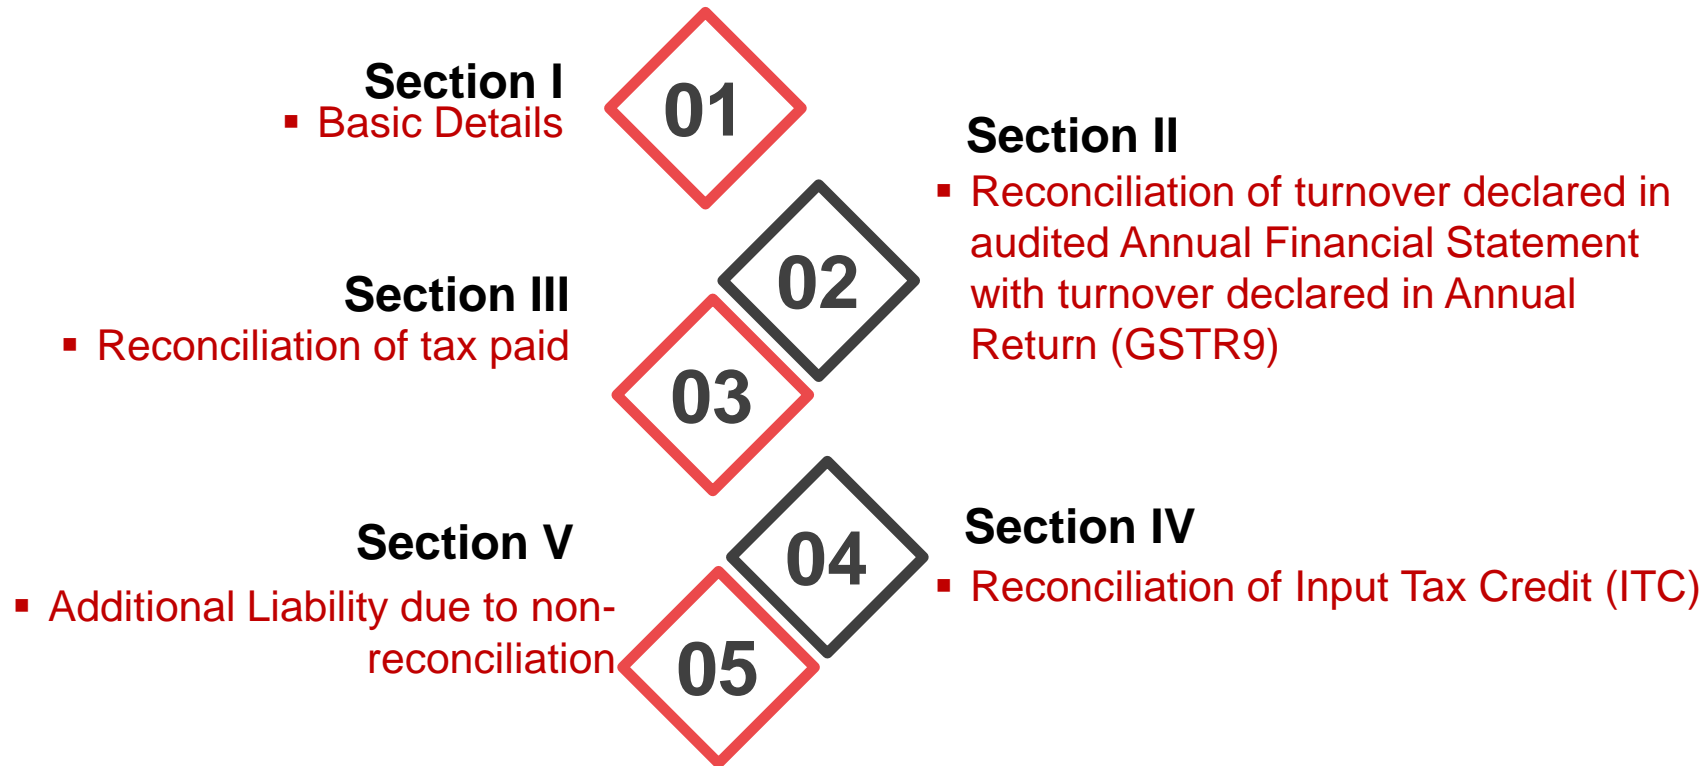 Section I
▪ Basic Details
01
Section II
▪ Reconciliation of turnover declared in
audited Annual Financial Statement
with turnover declared in Annual
Return (GSTR9)
02
Section III
▪ Reconciliation of tax paid
03
Section IV
▪ Reconciliation of Input Tax Credit (ITC)
04
Section V
▪ Additional Liability due to non-
reconciliation
05